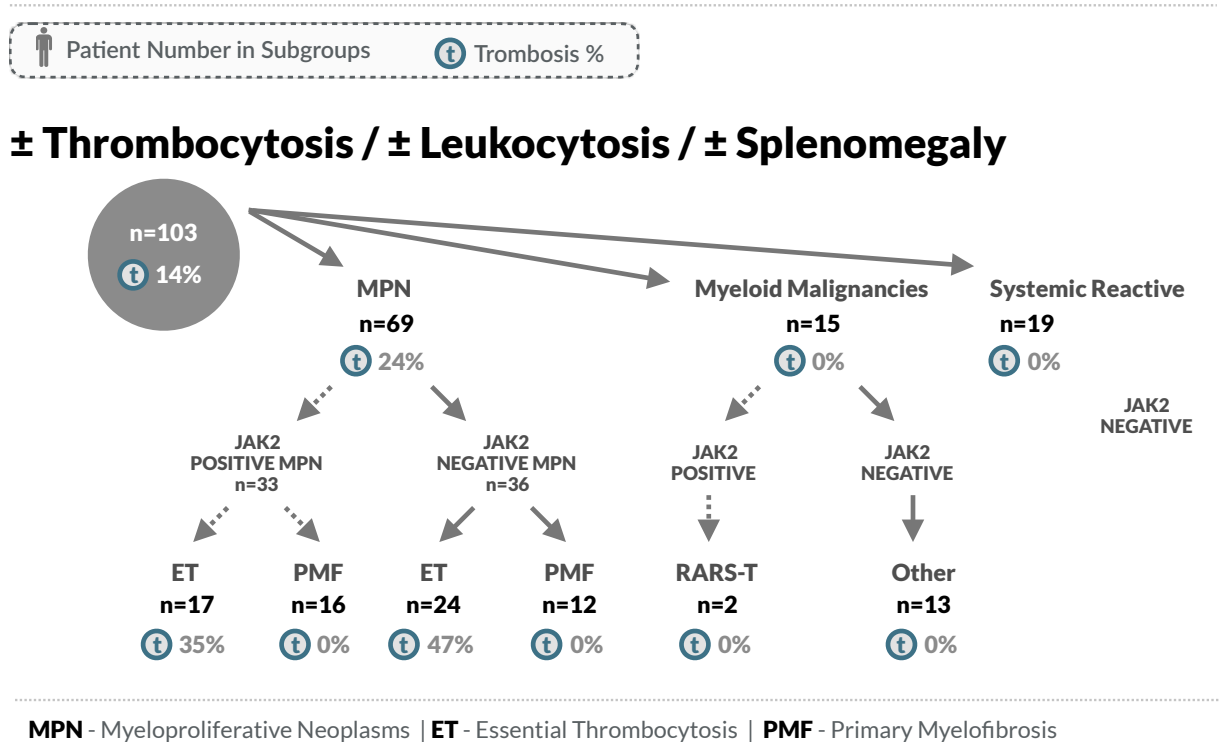 Patient Number in Subgroups
t Trombosis %
± Thrombocytosis / ± Leukocytosis / ± Splenomegaly
n=103
t 14%
MPN
n=69
t 24%
Myeloid Malignancies
n=15
t 0%
Systemic Reactive
n=19
t 0%
JAK2
NEGATIVE
JAK2
POSITIVE MPN
n=33
JAK2
NEGATIVE MPN
n=36
JAK2
POSITIVE
JAK2
NEGATIVE
ET
n=17
t 35%
PMF
n=16
t 0%
ET
n=24
t 47%
PMF
n=12
t 0%
RARS-T
n=2
t 0%
Other
n=13
t 0%
MPN - Myeloproliferative Neoplasms | ET - Essential Thrombocytosis | PMF - Primary Myelofibrosis